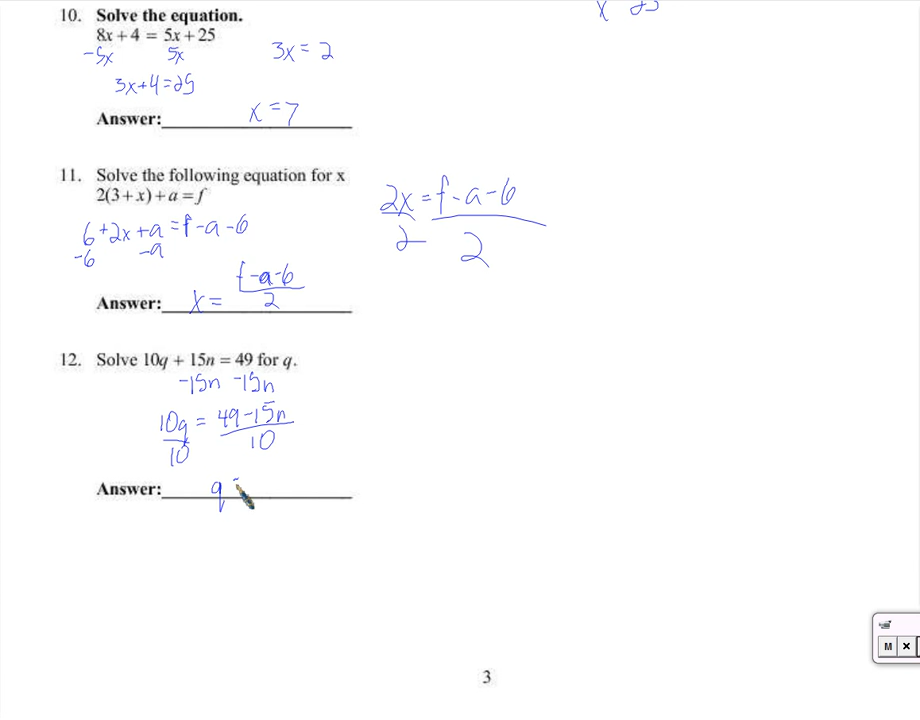 10. Solve the equation.
8x + 4 = 5x + 25
-5x 5x
3x = 2
3x+4=25
Answer: x = 7
11. Solve the following equation for x
2(3 + x) + a = f
2x = f - a - 6
2 2
6 + 2x + a = f - a - 6
-6 -a
f - a - 6
Answer: x =
2
12. Solve 10q + 15n = 49 for q.
-15n -15n
10q = 49 - 15n
10 10
Answer: q
M ×
3